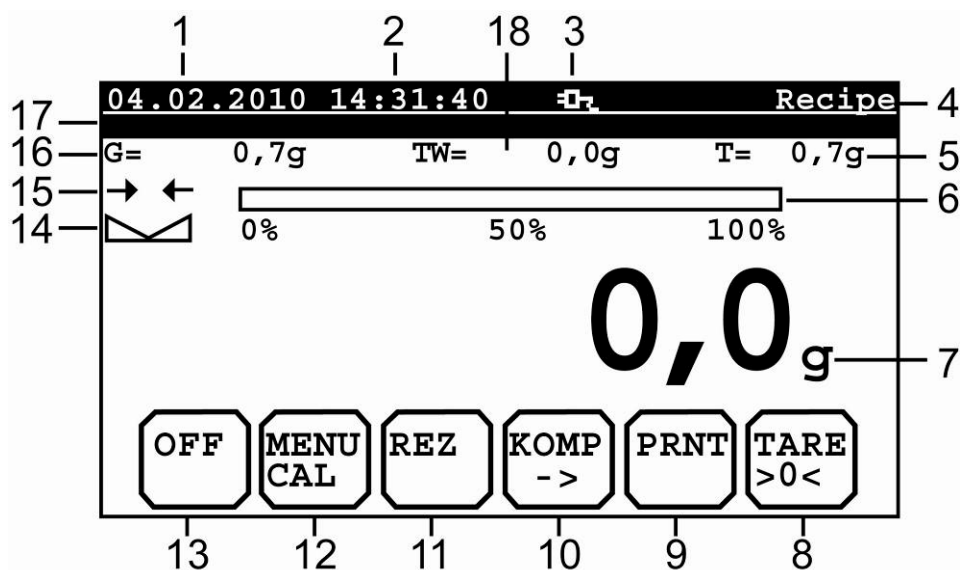 1 2 18 3
04.02.2010 14:31:40 Recipe 4
17
16 G= 0,7g TW= 0,0g T= 0,7g 5
15 6
14 0% 50% 100%
0,0g 7
OFF MENU REZ KOMP PRNT TARE
CAL -> >0<
13 12 11 10 9 8